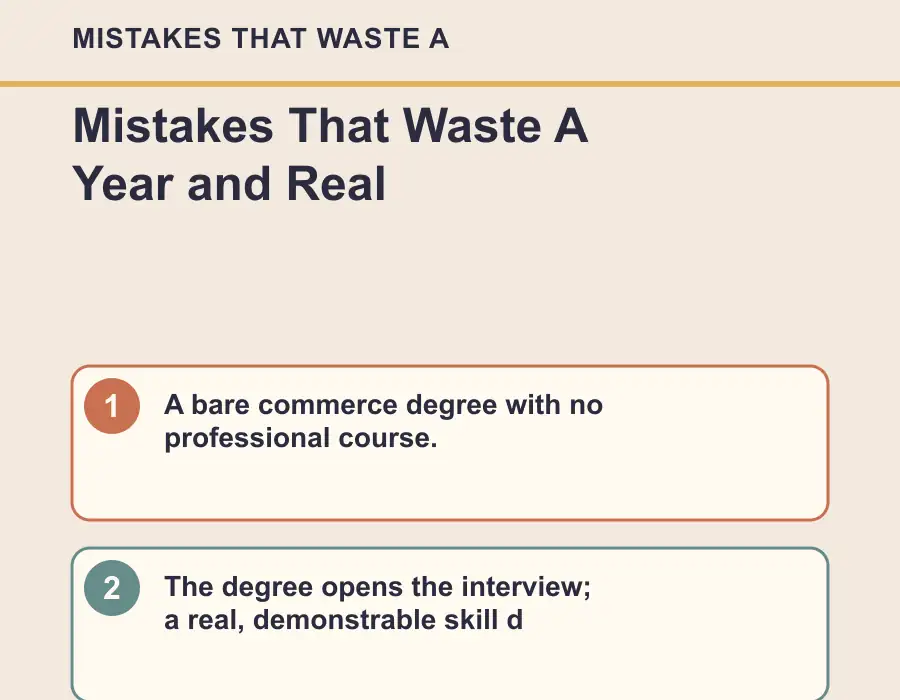 MISTAKES THAT WASTE A
Mistakes That Waste A
Year and Real
1
A bare commerce degree with no
professional course.
2
The degree opens the interview;
a real, demonstrable skill d